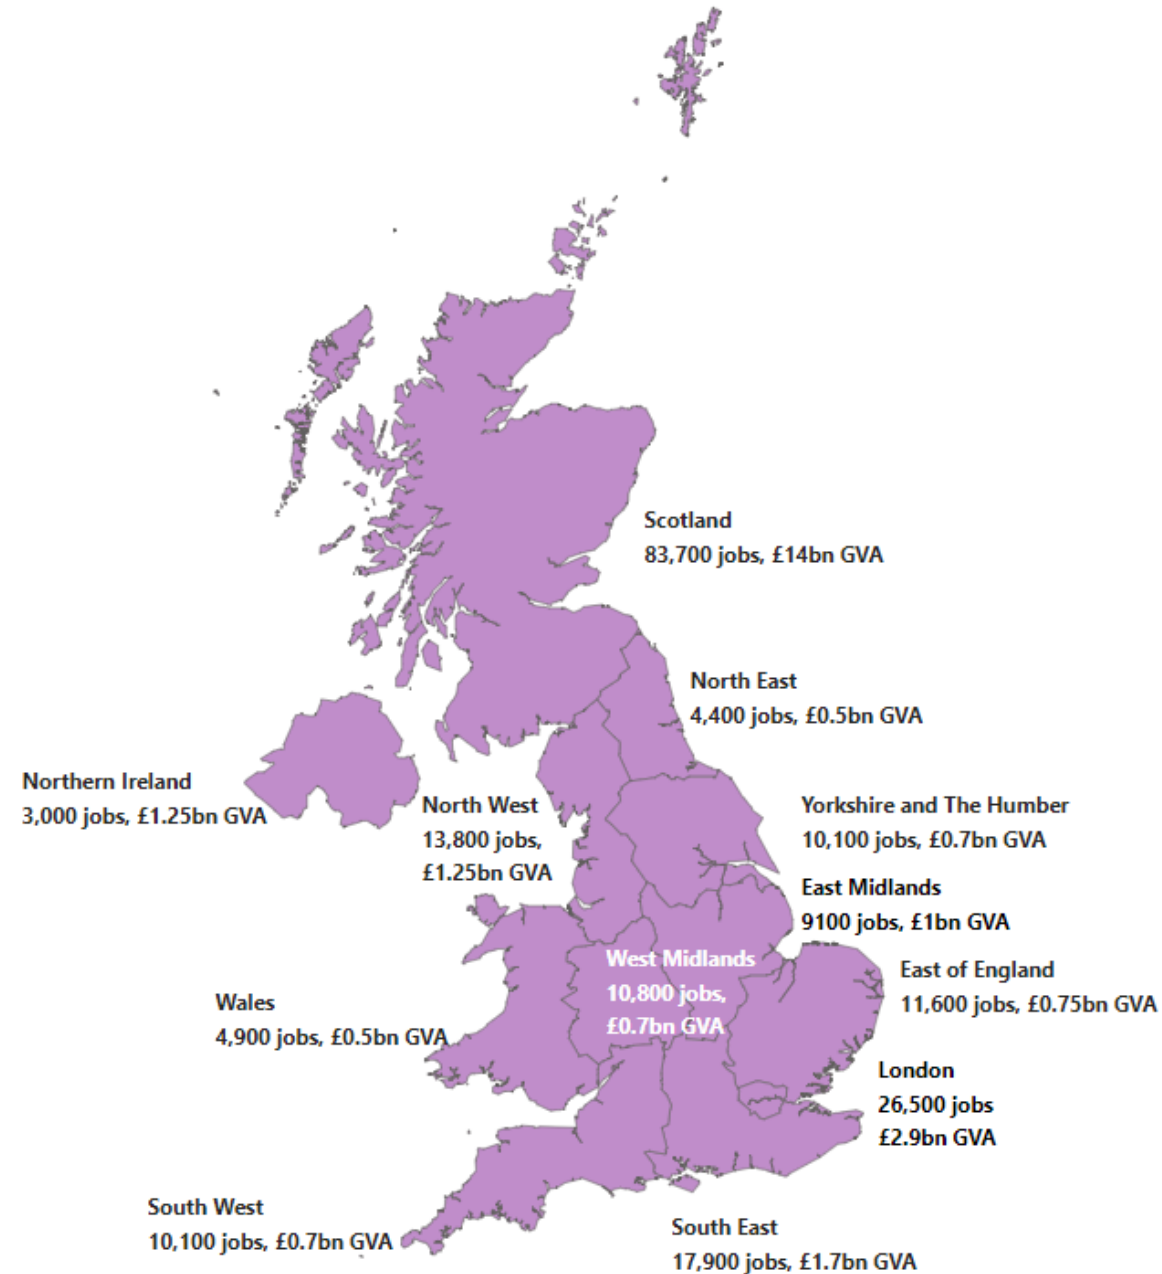 Scotland
83,700 jobs, £14bn GVA
North East
4,400 jobs, £0.5bn GVA
Northern Ireland
3,000 jobs, £1.25bn GVA
North West
13,800 jobs,
£1.25bn GVA
Yorkshire and The Humber
10,100 jobs, £0.7bn GVA
East Midlands
9100 jobs, £1bn GVA
West Midlands
10,800 jobs,
£0.7bn GVA
East of England
11,600 jobs, £0.75bn GVA
Wales
4,900 jobs, £0.5bn GVA
London
26,500 jobs
£2.9bn GVA
South West
10,100 jobs, £0.7bn GVA
South East
17,900 jobs, £1.7bn GVA